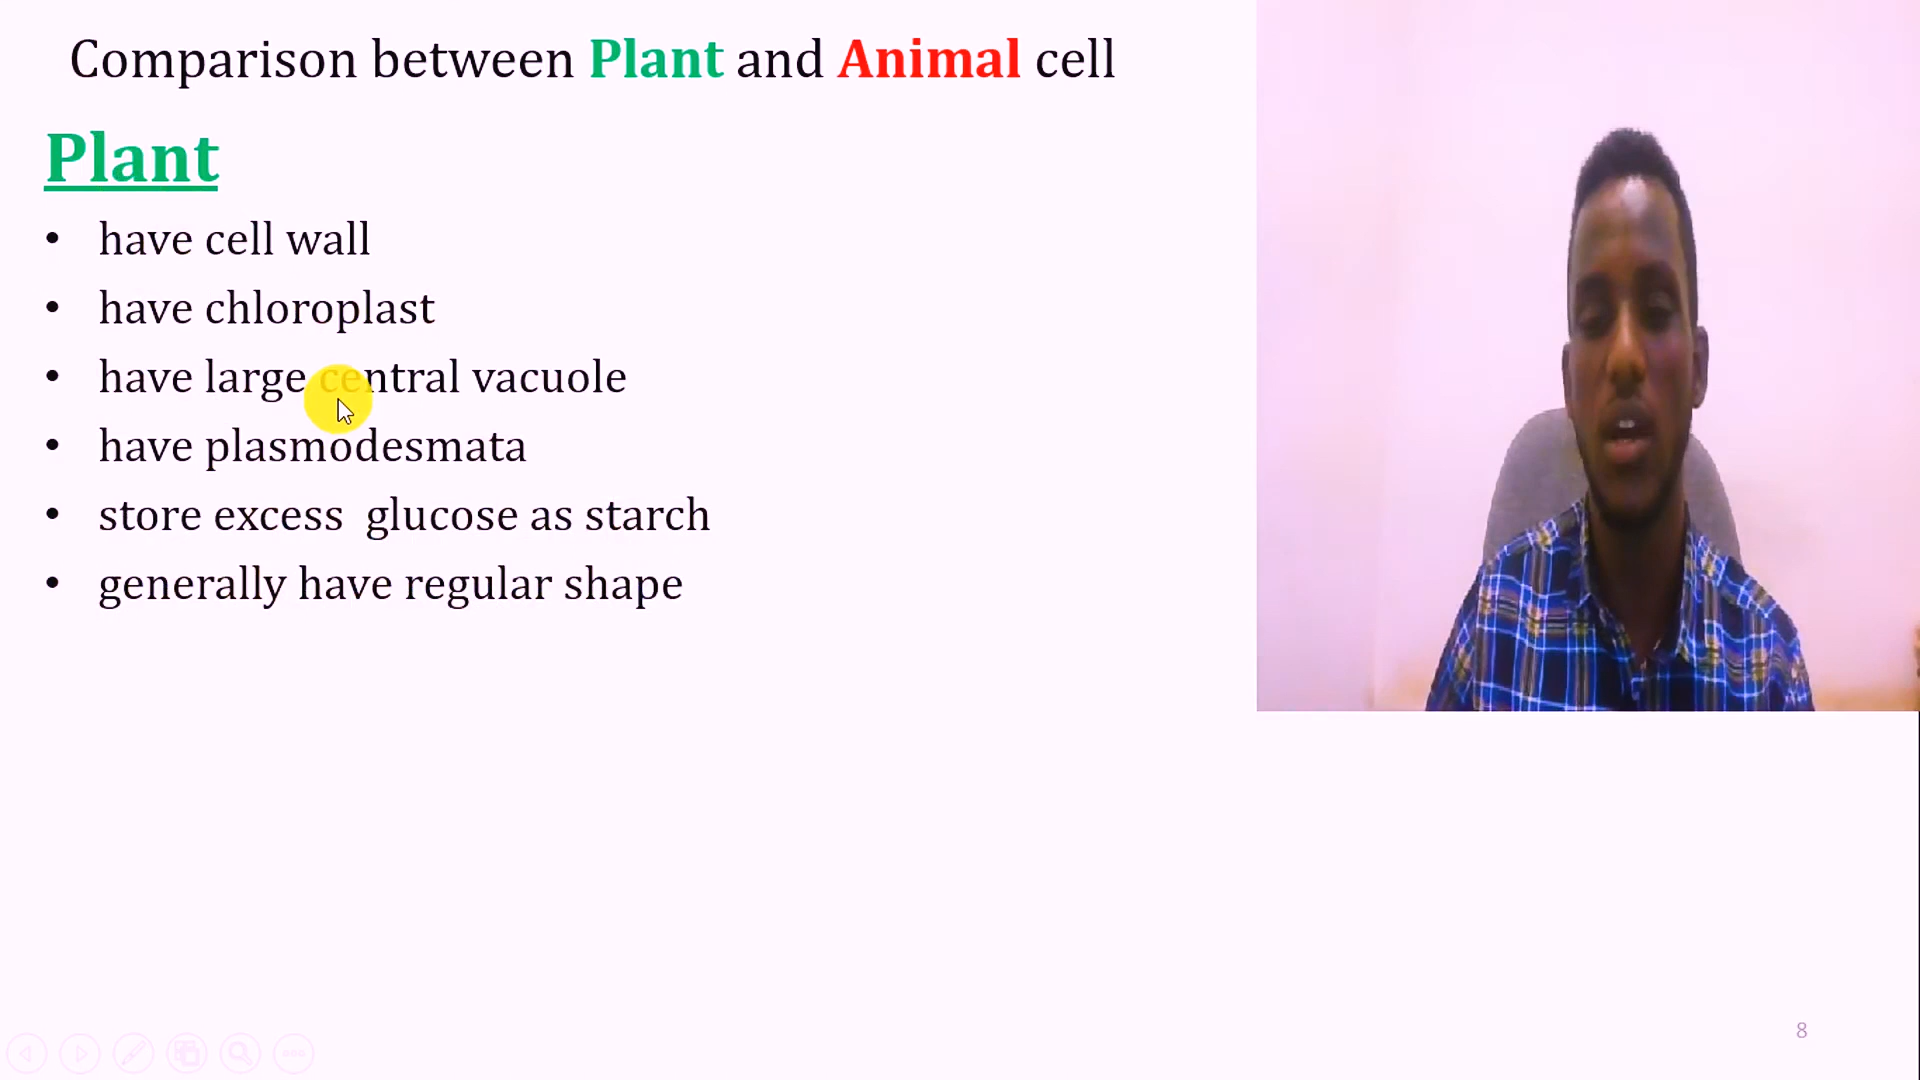 Comparison between Plant and Animal cell
Plant
• have cell wall
• have chloroplast
• have large central vacuole
• have plasmodesmata
• store excess  glucose as starch
• generally have regular shape
8